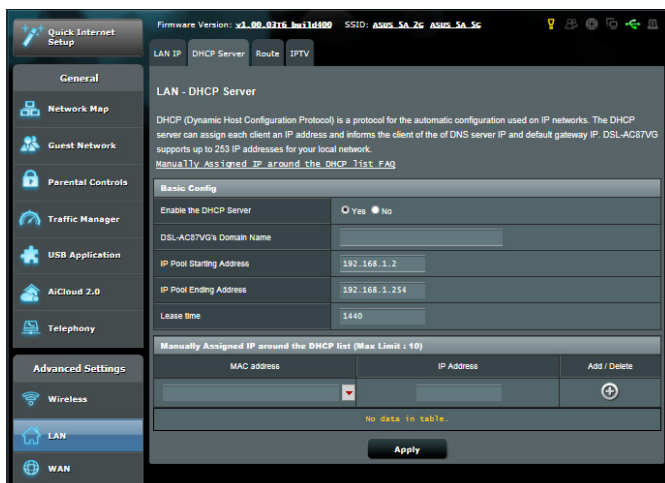 Quick Internet
Setup
General
Network Map
Guest Network
Parental Controls
Traffic Manager
USB Application
AiCloud 2.0
Telephony
Advanced Settings
Wireless
LAN
WAN
Firmware Version: v1.00.03T6 build400 SSID: ASUS 5A 2G ASUS 5A 5G
LAN IP DHCP Server Route IPTV
LAN - DHCP Server
DHCP (Dynamic Host Configuration Protocol) is a protocol for the automatic configuration used on IP networks. The DHCP
server can assign each client an IP address and informs the client of the of DNS server IP and default gateway IP. DSL-AC87VG
supports up to 253 IP addresses for your local network.
Manually Assigned IP around the DHCP list FAQ
Basic Config
Enable the DHCP Server Yes No
DSL-AC87VG's Domain Name
IP Pool Starting Address 192.168.1.2
IP Pool Ending Address 192.168.1.254
Lease time 1440
Manually Assigned IP around the DHCP list (Max Limit : 10)
MAC address IP Address Add / Delete
No data in table.
Apply